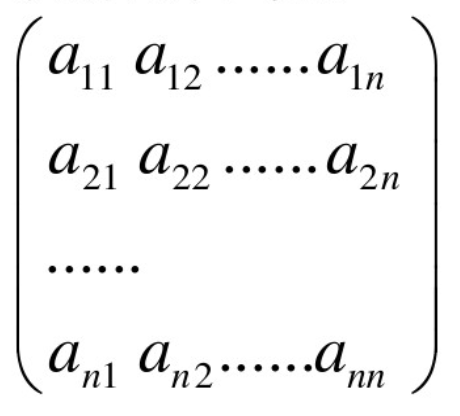 a₁₁ a₁₂ ......a₁ₙ
a₂₁ a₂₂ ......a₂ₙ
......
aₙ₁ aₙ₂......aₙₙ